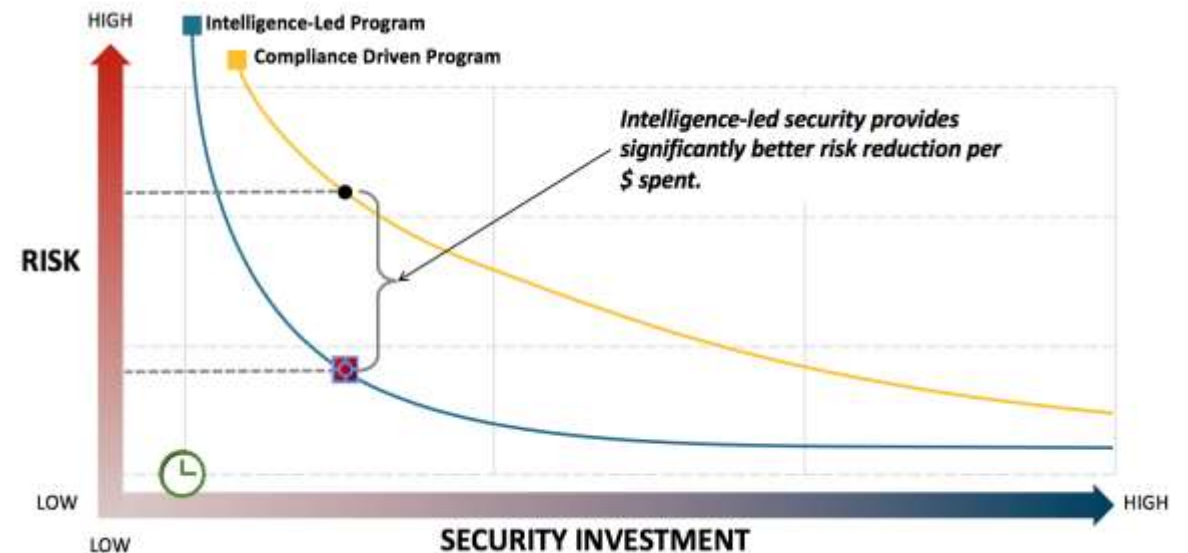 HIGH
Intelligence-Led Program
Compliance Driven Program
Intelligence-led security provides
significantly better risk reduction per
$ spent.
RISK
LOW
HIGH
LOW
SECURITY INVESTMENT